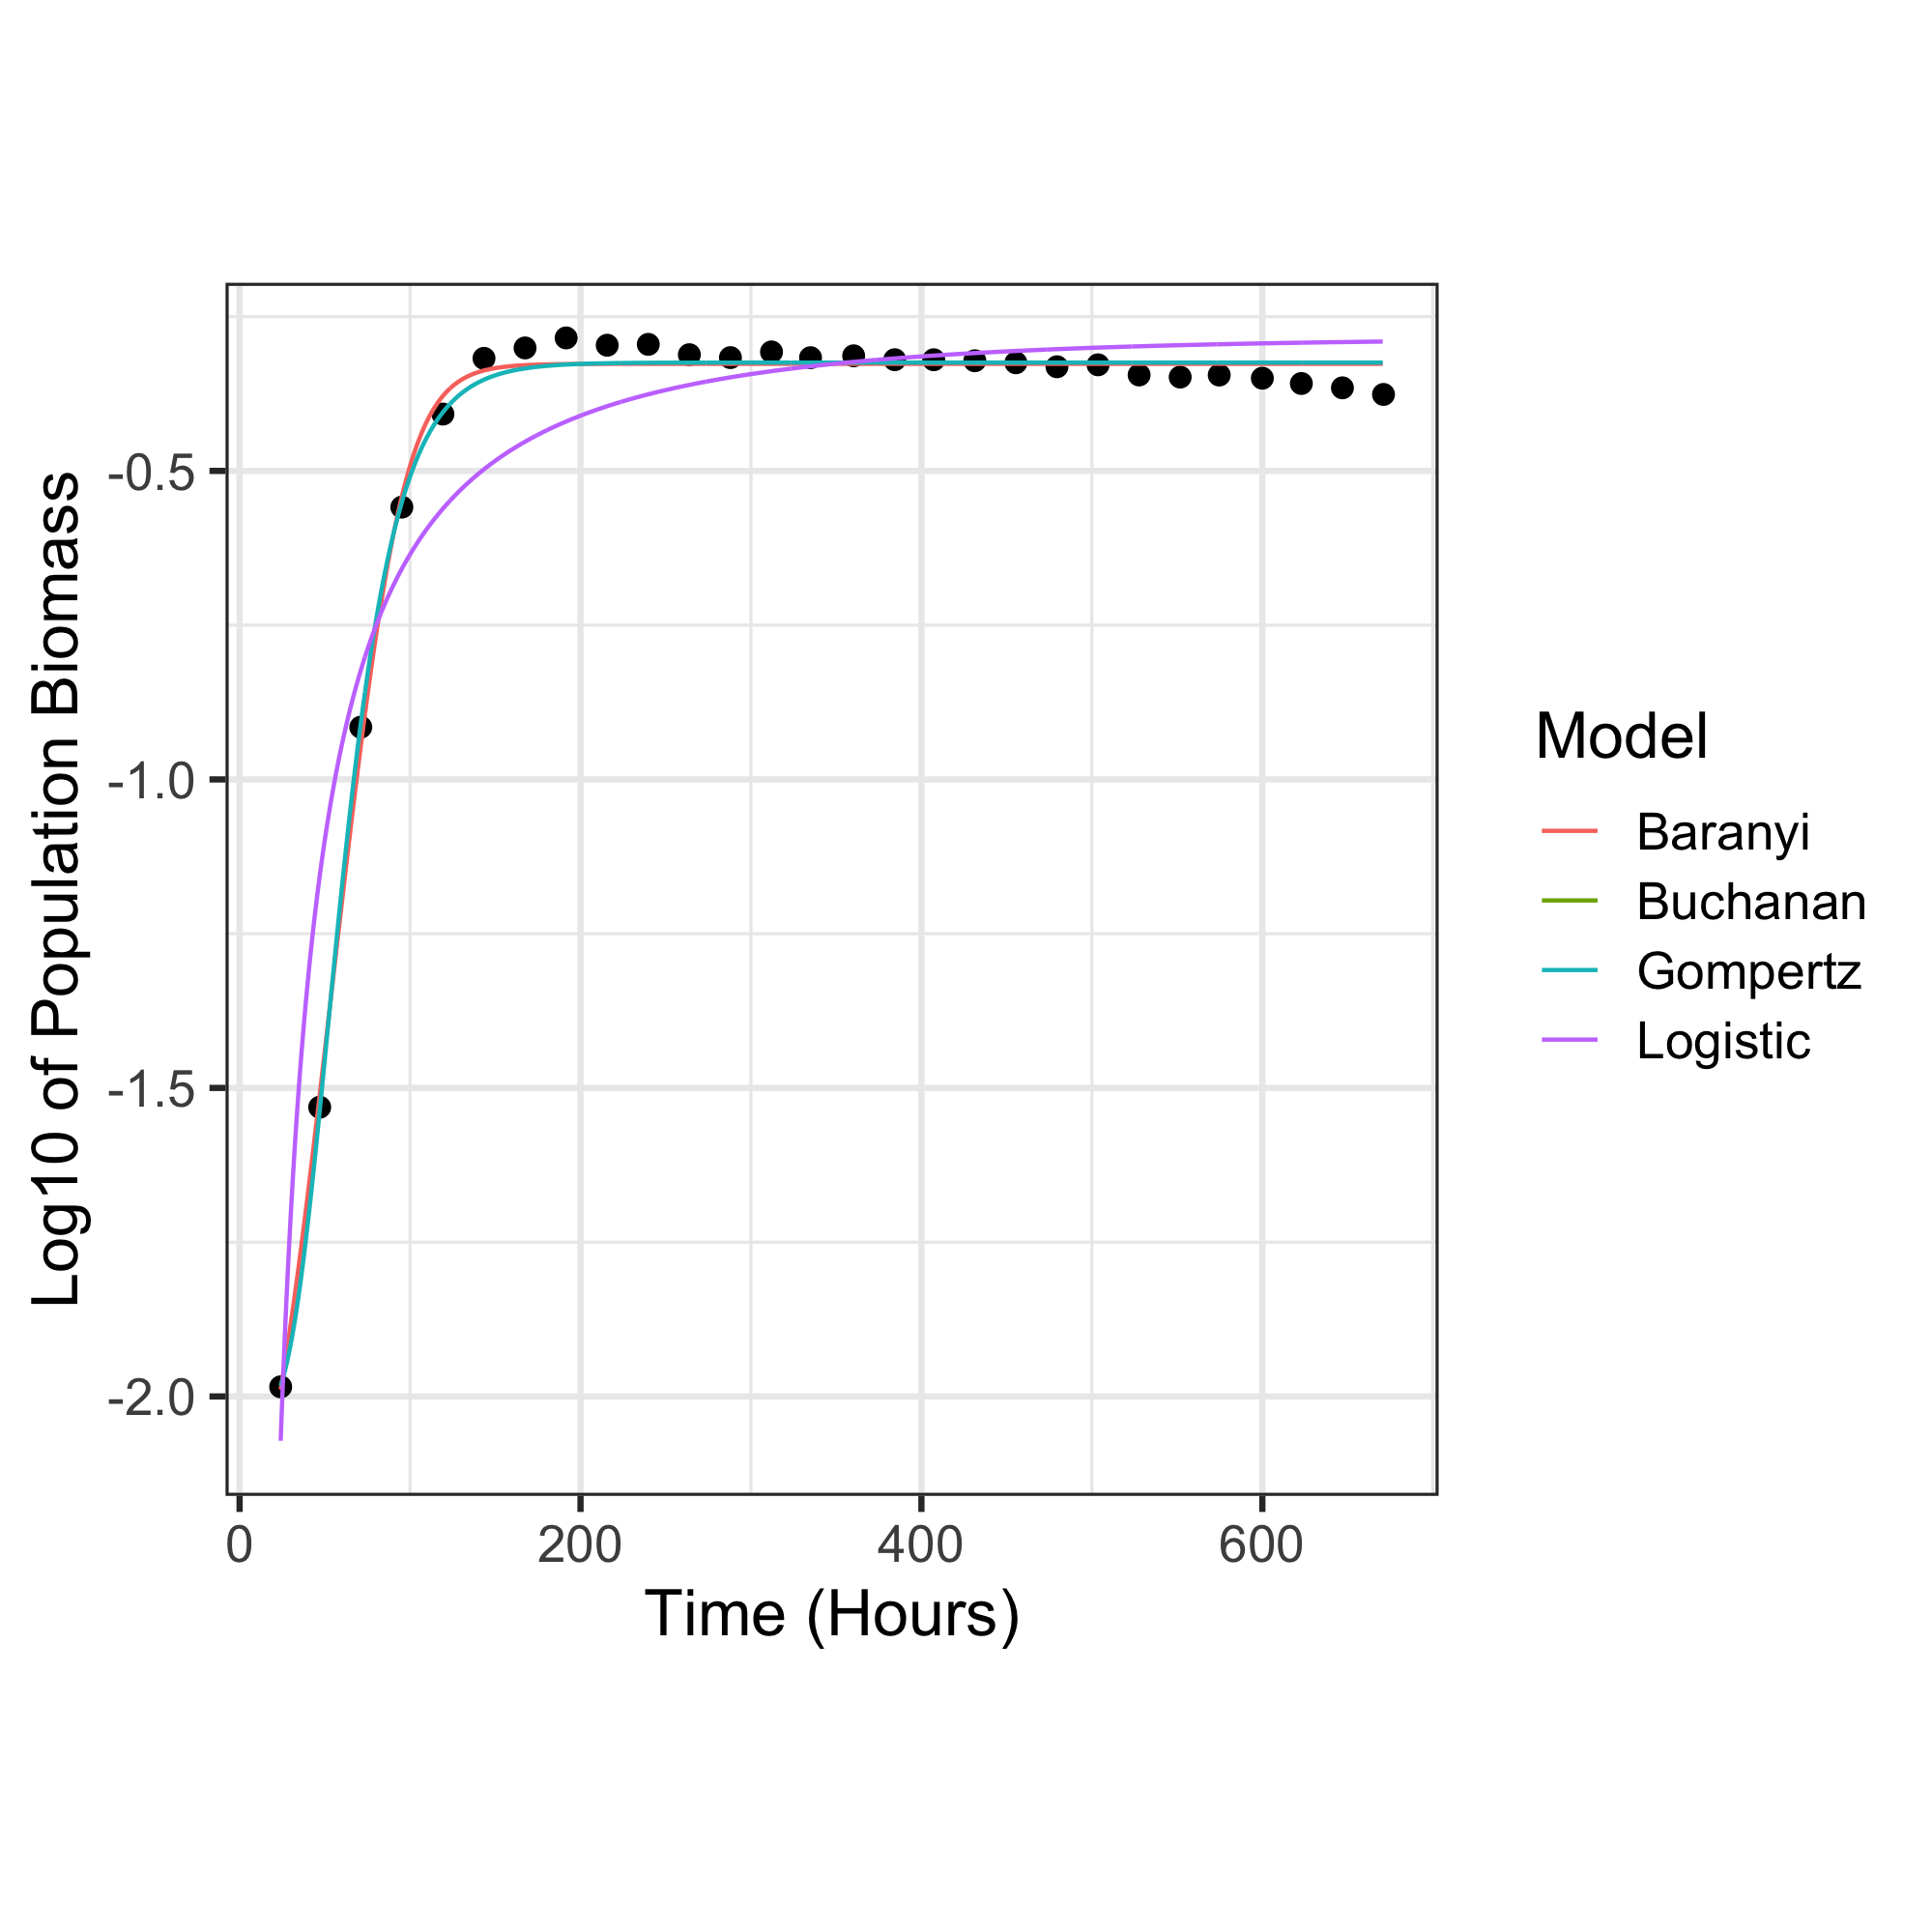 Log10 of Population Biomass
-0.5
-1.0
-1.5
-2.0
0 200 400 600
Time (Hours)
Model
Baranyi
Buchanan
Gompertz
Logistic